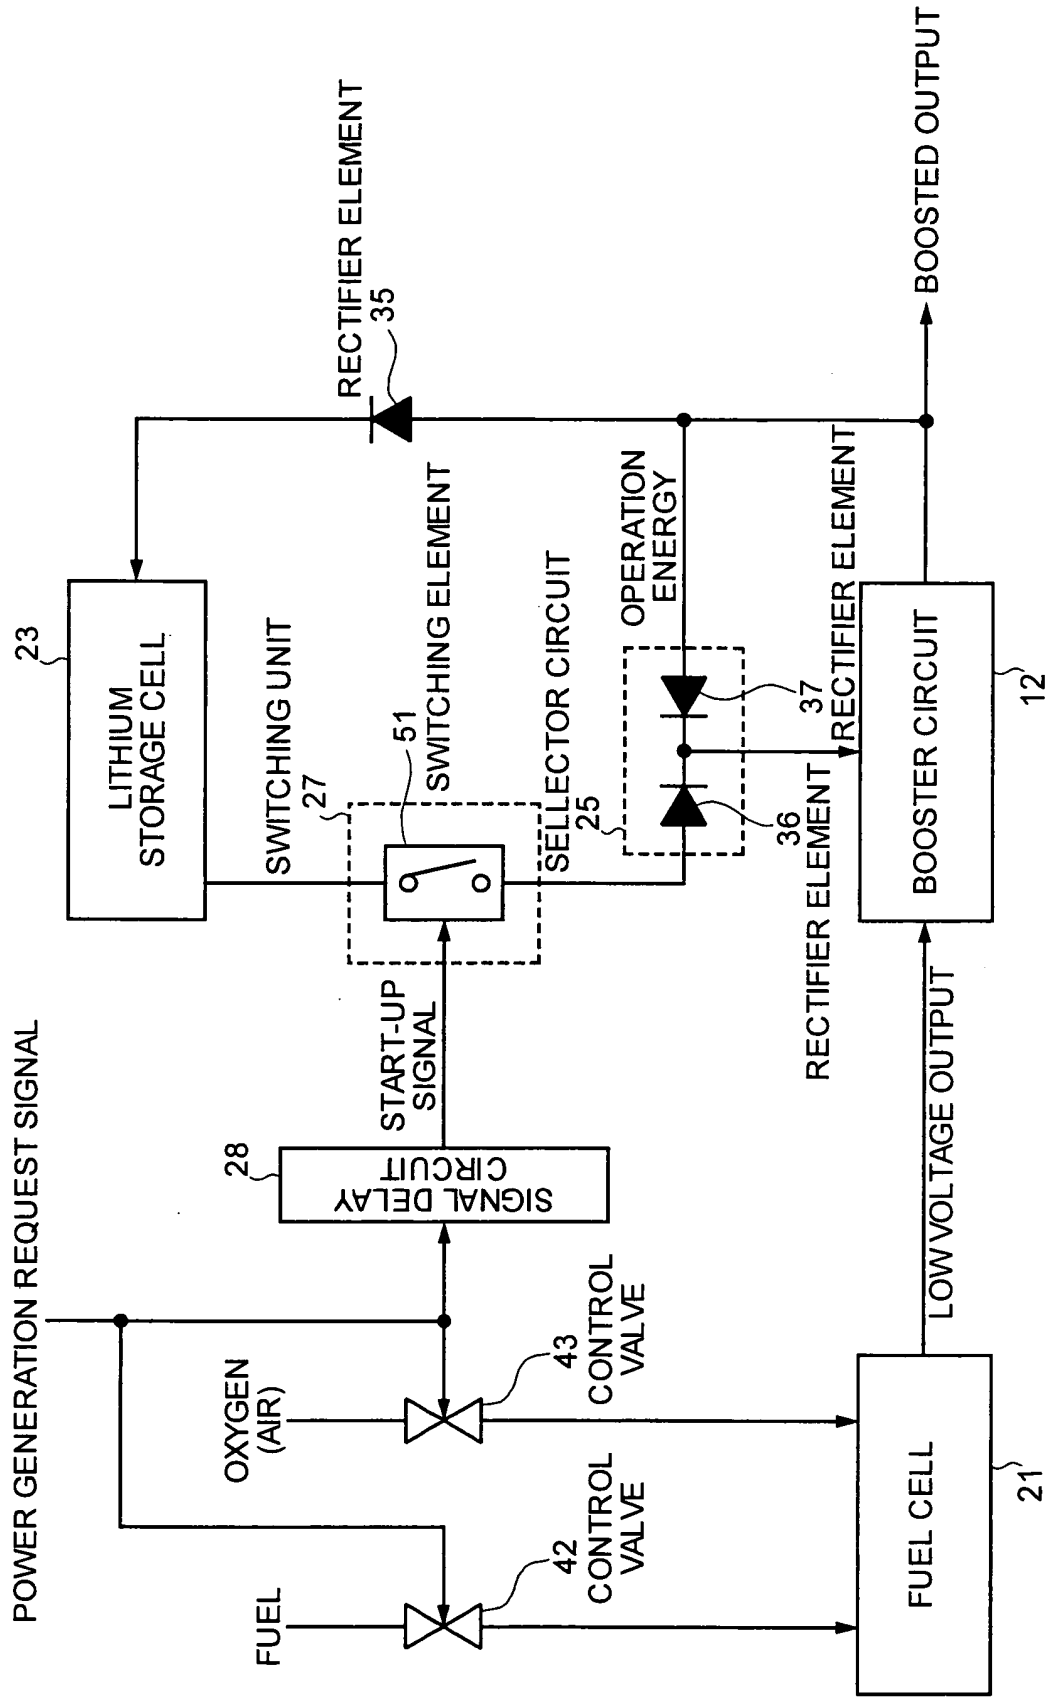 POWER GENERATION REQUEST SIGNAL
FUEL
OXYGEN
(AIR)
42
CONTROL
VALVE
43
CONTROL
VALVE
28
SIGNAL DELAY
CIRCUIT
START-UP
SIGNAL
23
LITHIUM
STORAGE CELL
SWITCHING UNIT
27
51
SWITCHING ELEMENT
RECTIFIER ELEMENT
35
SELLECTOR CIRCUIT
25
OPERATION
ENERGY
36
RECTIFIER ELEMENT
37
RECTIFIER ELEMENT
FUEL CELL
21
LOW VOLTAGE OUTPUT
BOOSTER CIRCUIT
12
BOOSTED OUTPUT